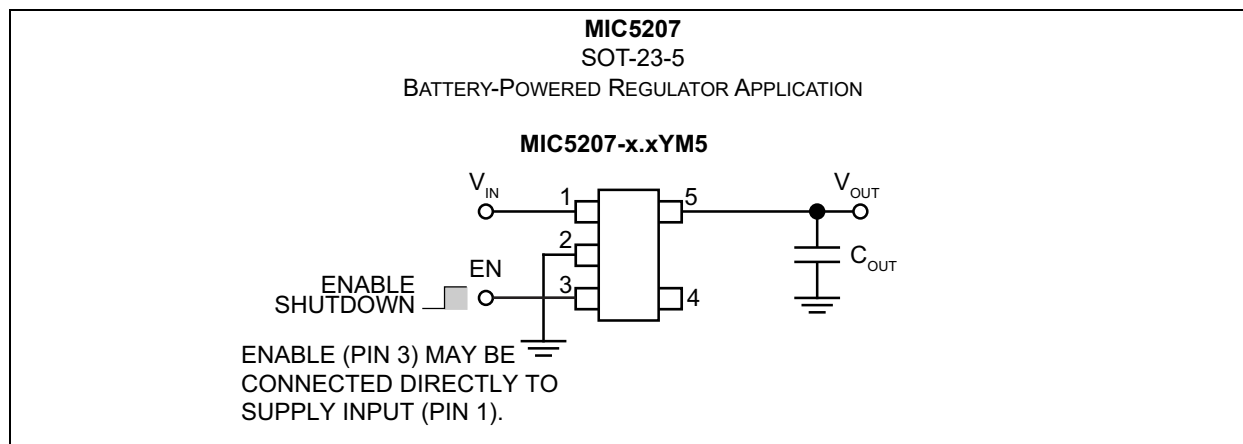 MIC5207
SOT-23-5
BATTERY-POWERED REGULATOR APPLICATION
MIC5207-x.xYM5
VIN
1
5
VOUT
2
COUT
EN
ENABLE
SHUTDOWN
3
4
ENABLE (PIN 3) MAY BE
CONNECTED DIRECTLY TO
SUPPLY INPUT (PIN 1).